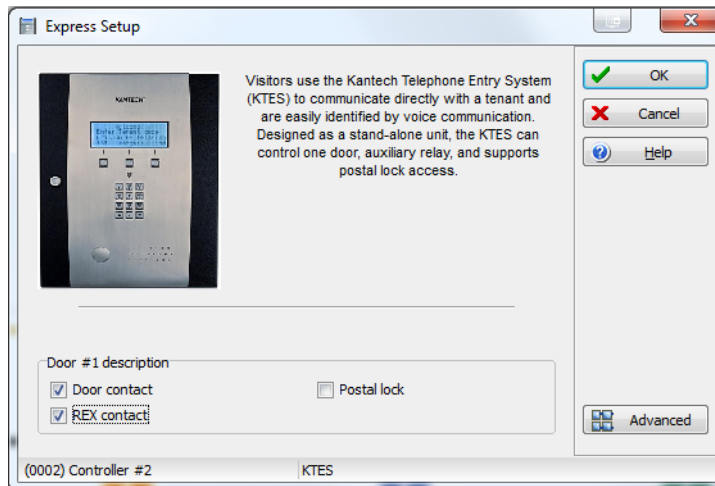 Express Setup
KANTECH
Enter Tenant code
Visitors use the Kantech Telephone Entry System
(KTES) to communicate directly with a tenant and
are easily identified by voice communication.
Designed as a stand-alone unit, the KTES can
control one door, auxiliary relay, and supports
postal lock access.
OK
Cancel
Help
Door #1 description
Door contact
Postal lock
REX contact
Advanced
(0002) Controller #2
KTES